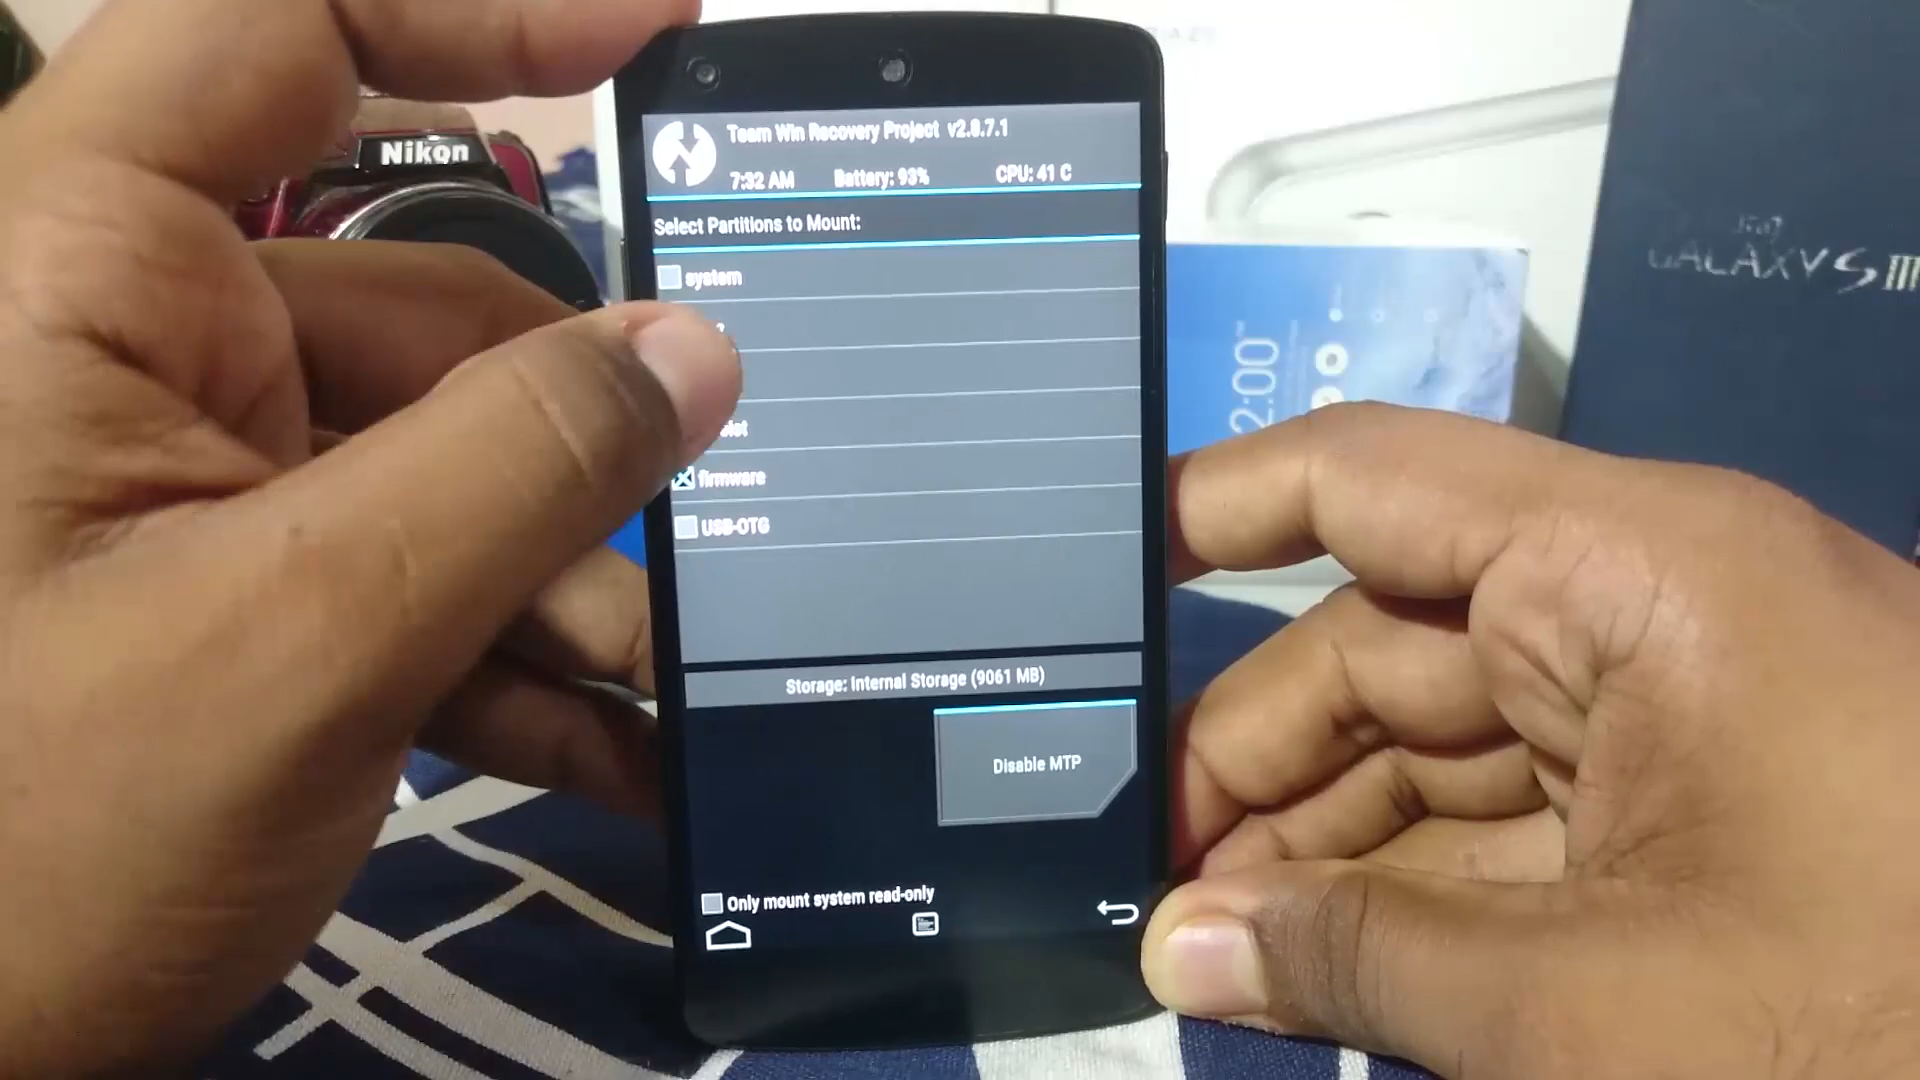 Nikon
Team Win Recovery Project v2.8.7.1
7:32 AM Battery: 93% CPU: 41 C
Select Partitions to Mount:
system
firmware
USB-OTG
Storage: Internal Storage (9061 MB)
Disable MTP
Only mount system read-only
2:00
GALAXY S III